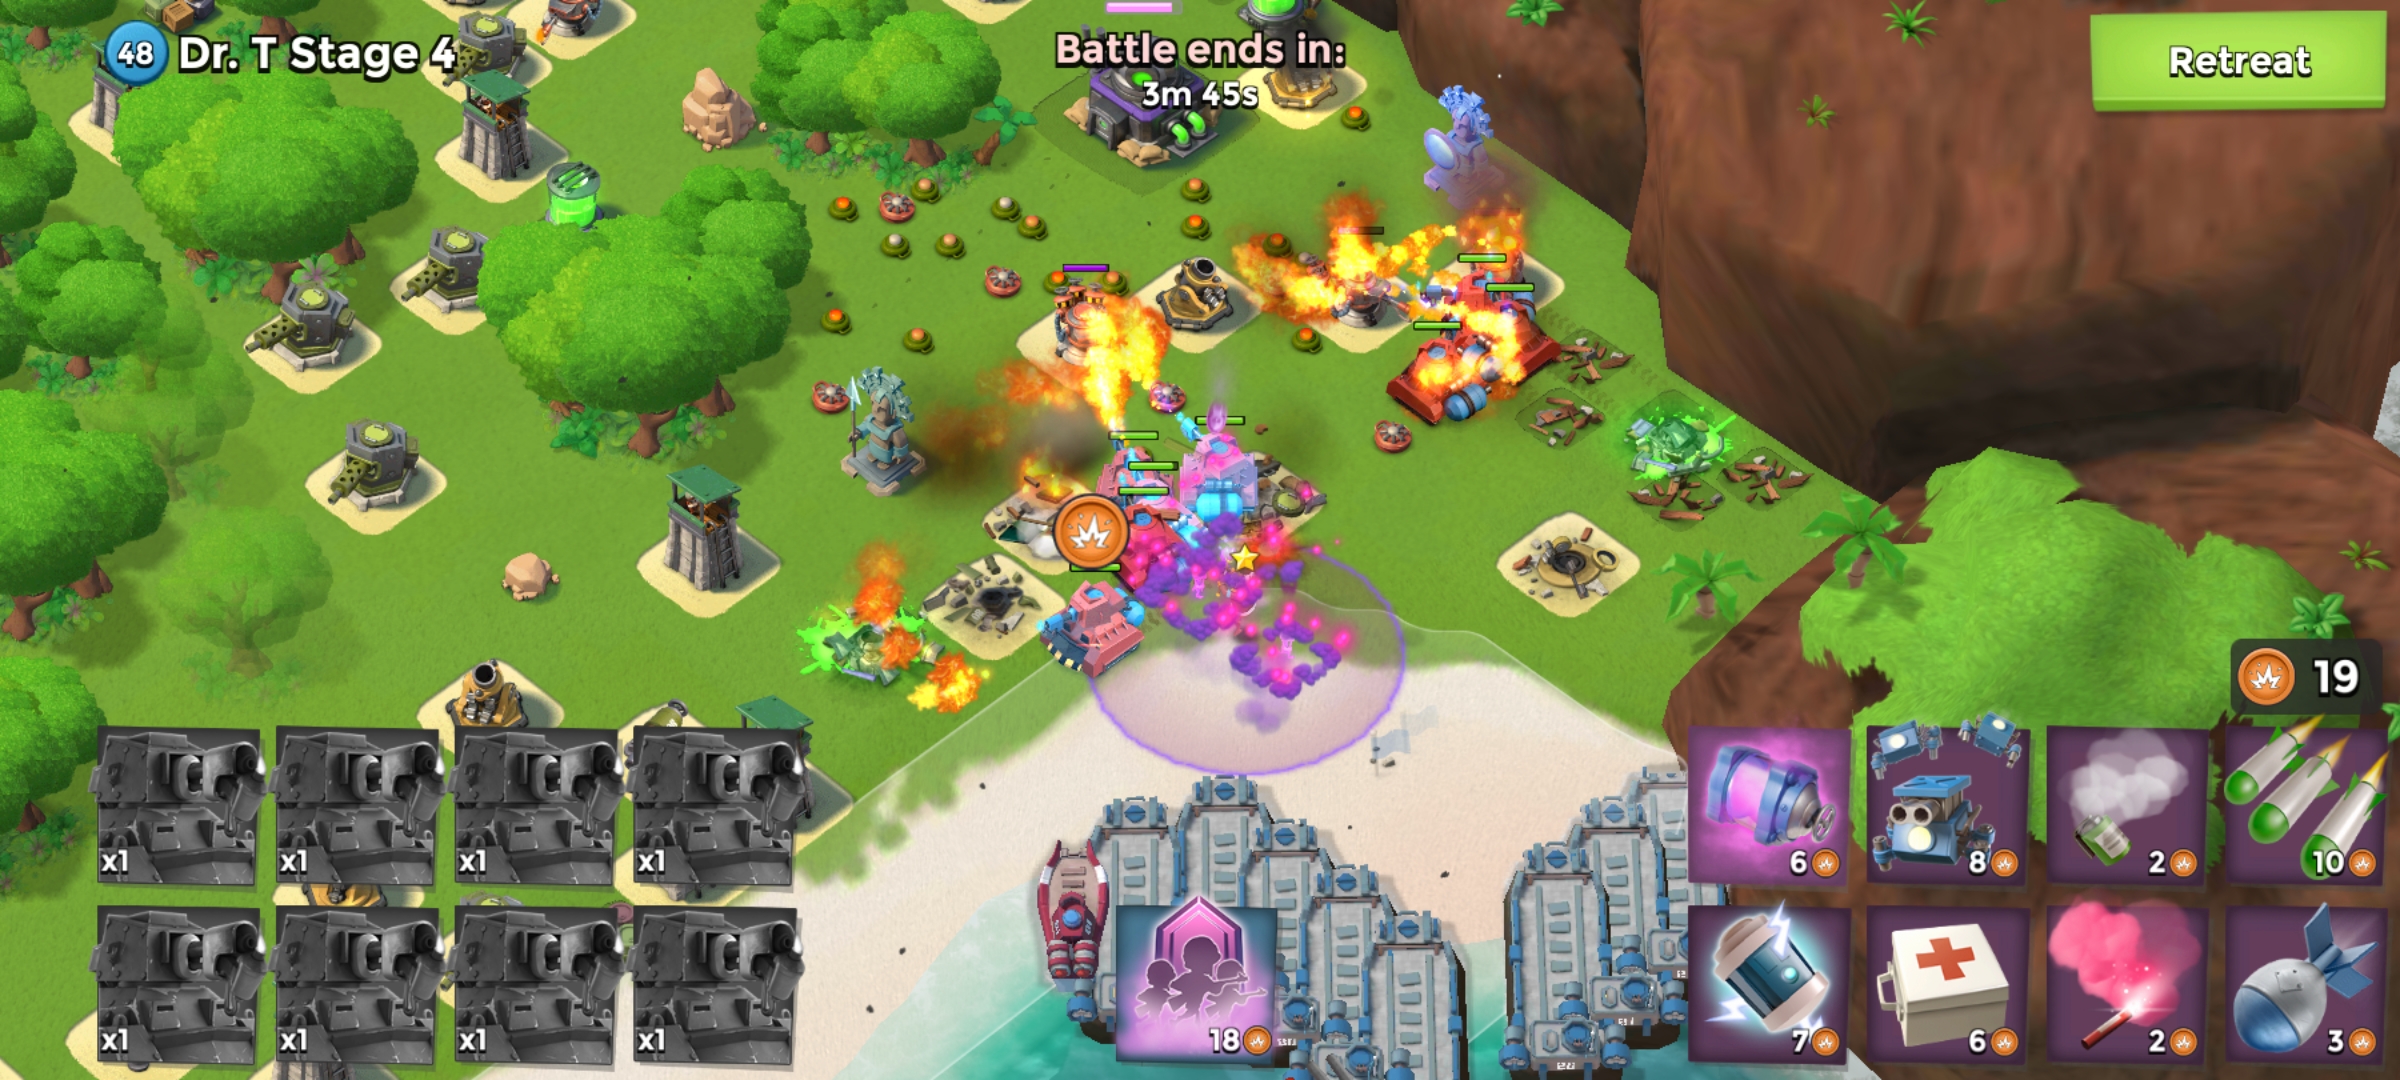 48 Dr. T Stage 4
Battle ends in:
3m 45s
Retreat
19
x1 x1 x1 x1
6 8 2 10
x1 x1 x1 x1
18
7 6 2 3